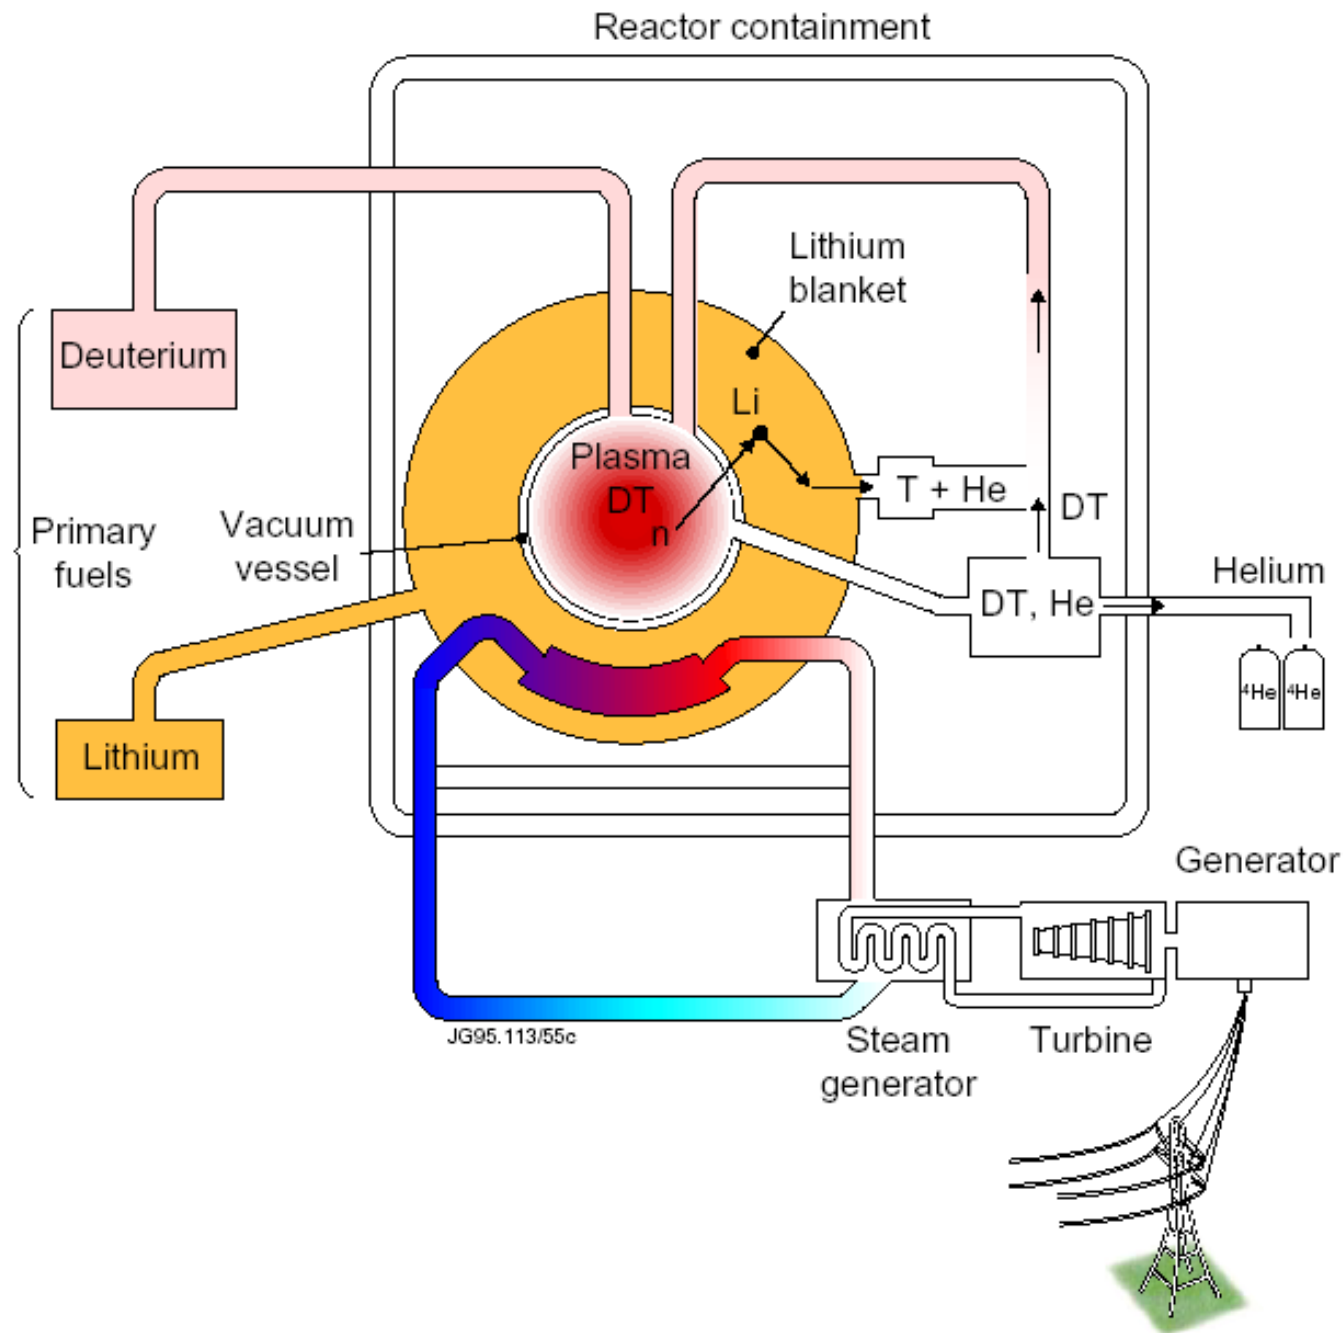 Reactor containment
Lithium
blanket
Deuterium
Li
Plasma
DT
n
T + He
DT
Primary
fuels
Vacuum
vessel
DT, He
Helium
⁴He
⁴He
Lithium
Generator
JG95.113/55c
Steam
generator
Turbine